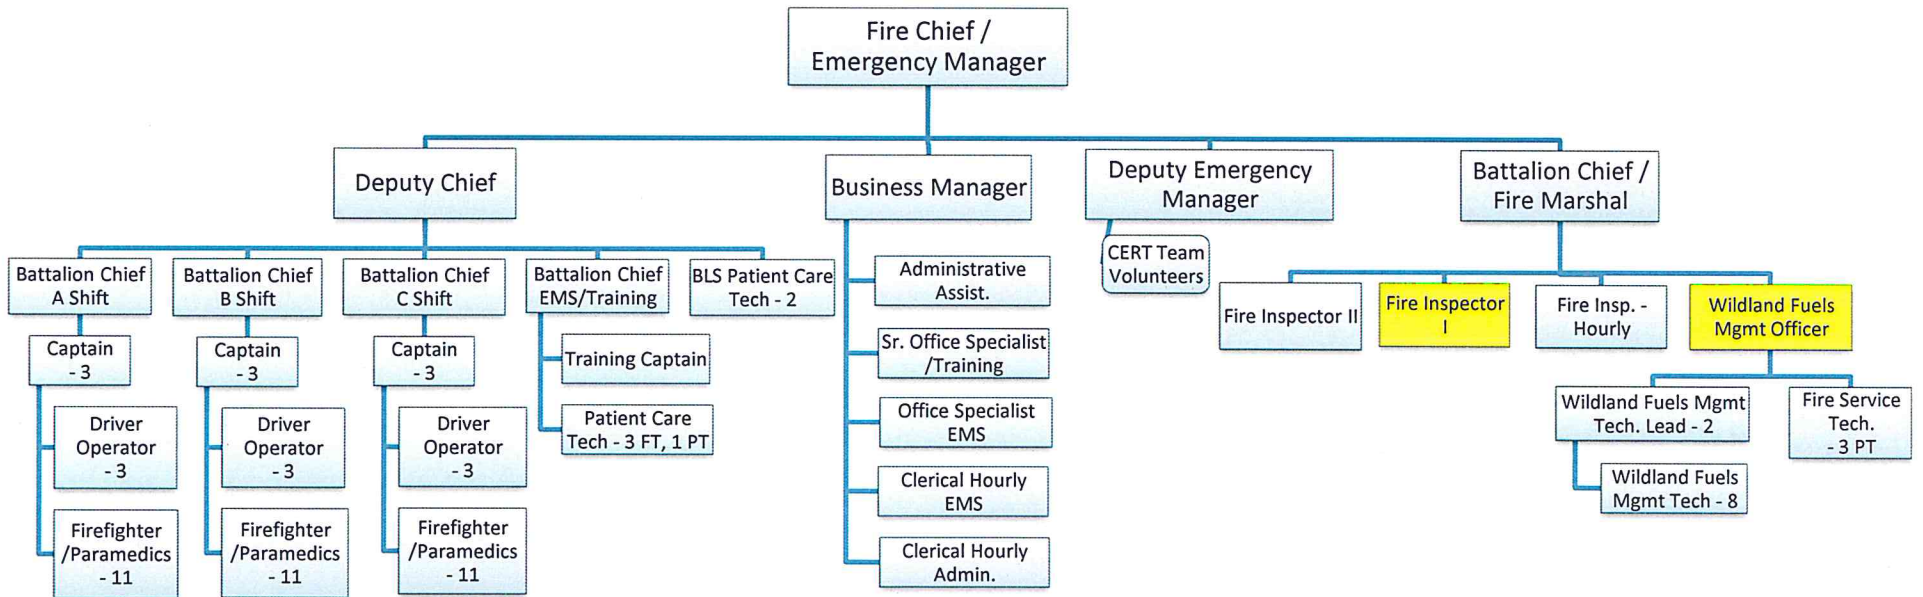 Fire Chief /
Emergency Manager
Deputy Chief
Business Manager
Deputy Emergency
Manager
Battalion Chief /
Fire Marshal
Battalion Chief
A Shift
Captain
- 3
Driver
Operator
- 3
Firefighter
/Paramedics
- 11
Battalion Chief
B Shift
Captain
- 3
Driver
Operator
- 3
Firefighter
/Paramedics
- 11
Battalion Chief
C Shift
Captain
- 3
Driver
Operator
- 3
Firefighter
/Paramedics
- 11
Battalion Chief
EMS/Training
Training Captain
Patient Care
Tech - 3 FT, 1 PT
BLS Patient Care
Tech - 2
Administrative
Assist.
Sr. Office Specialist
/Training
Office Specialist
EMS
Clerical Hourly
EMS
Clerical Hourly
Admin.
CERT Team
Volunteers
Fire Inspector II
Fire Inspector
I
Fire Insp. -
Hourly
Wildland Fuels
Mgmt Officer
Wildland Fuels Mgmt
Tech. Lead - 2
Wildland Fuels
Mgmt Tech - 8
Fire Service
Tech.
- 3 PT